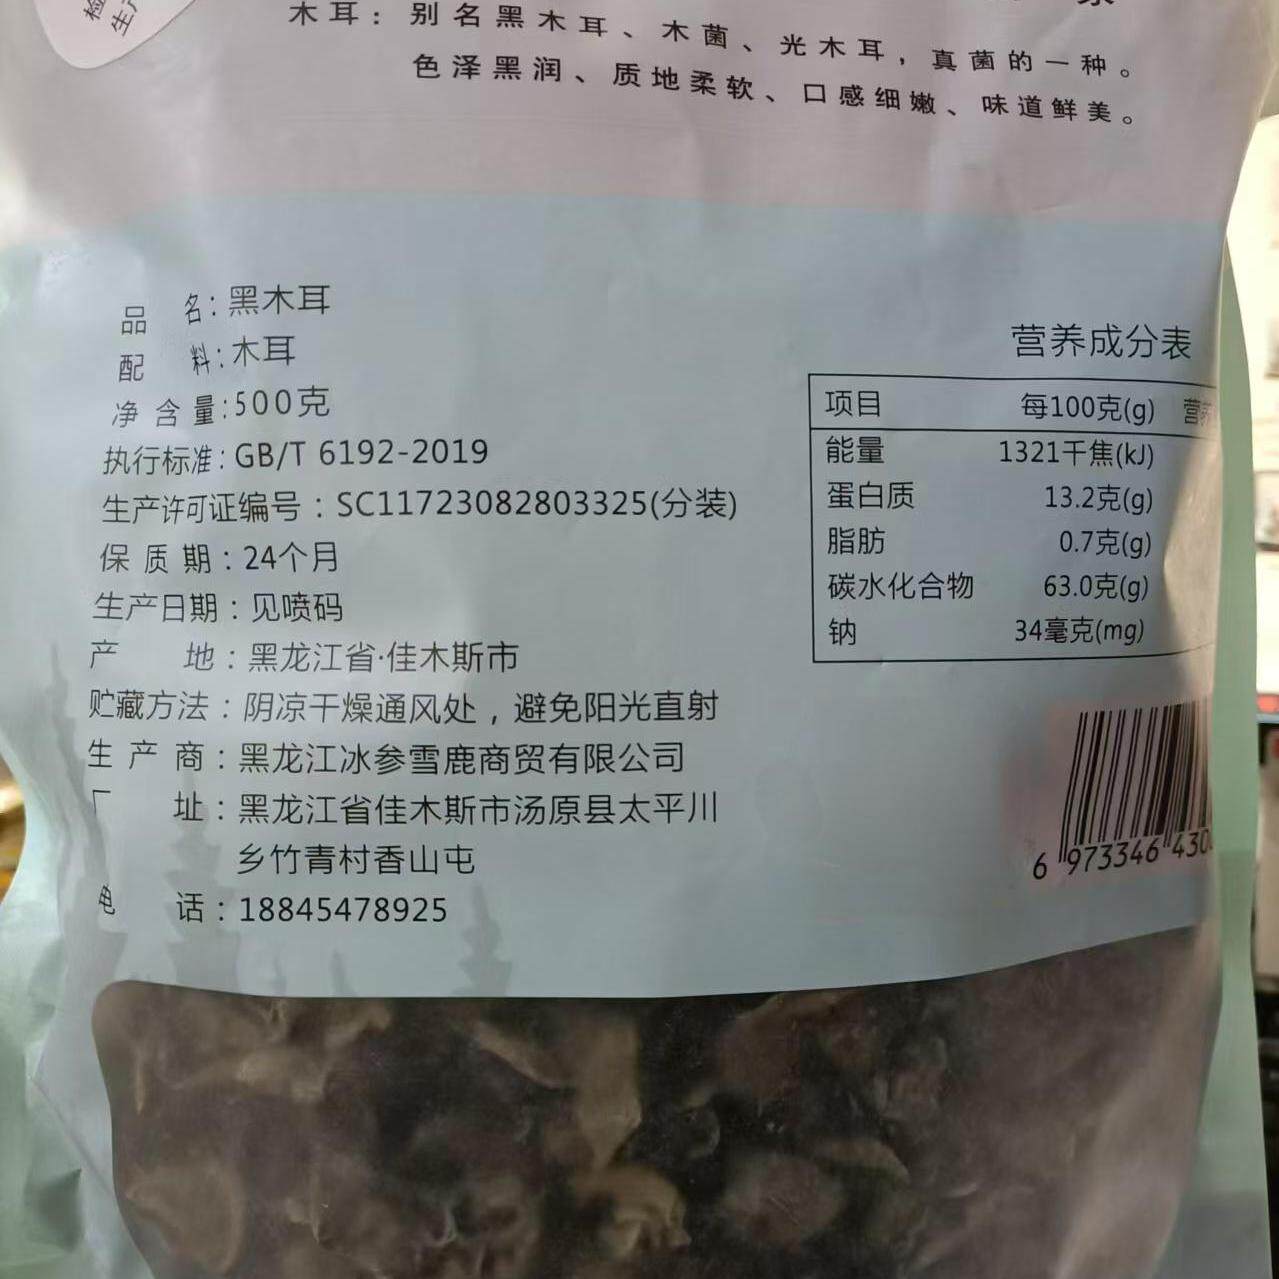 木耳：别名黑木耳、木菌、光木耳，真菌的一种。
色泽黑润、质地柔软、口感细嫩、味道鲜美。
品名：黑木耳
配料：木耳
净含量：500克
执行标准：GB/T 6192-2019
生产许可证编号：SC11723082803325(分装)
保质期：24个月
生产日期：见喷码
产地：黑龙江省·佳木斯市
贮藏方法：阴凉干燥通风处，避免阳光直射
生产商：黑龙江冰参雪鹿商贸有限公司
厂址：黑龙江省佳木斯市汤原县太平川
乡竹青村香山屯
电话：18845478925
营养成分表
项目 每100克(g) 营养
能量 1321千焦(kJ)
蛋白质 13.2克(g)
脂肪 0.7克(g)
碳水化合物 63.0克(g)
钠 34毫克(mg)
6 973346 430